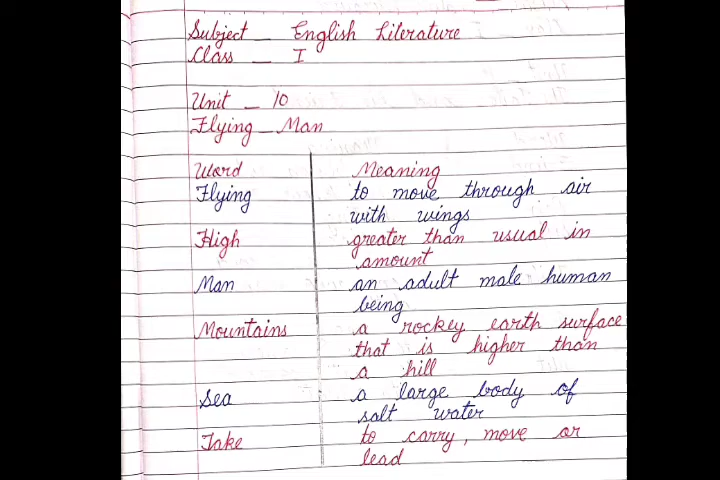 Subject - English Literature
Class - I
Unit - 10
Flying - Man
Word Meaning
Flying to move through air
with wings
High greater than usual in
amount
Man an adult male human
being
Mountains a rockey earth surface
that is higher than
a hill
Sea a large body of
salt water
Take to carry, move or
lead